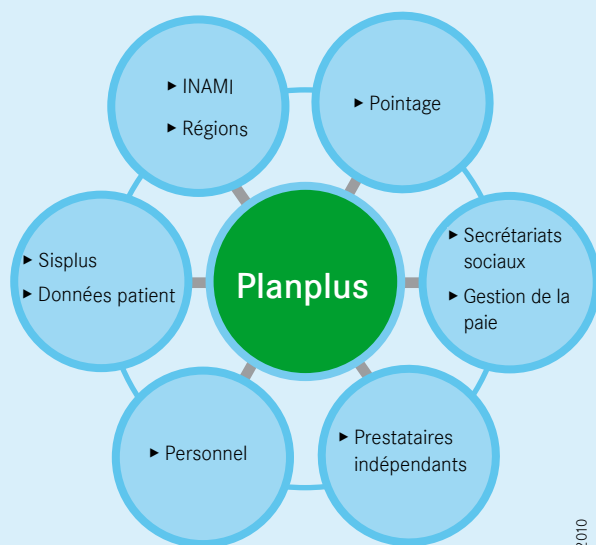 ▸ INAMI
▸ Régions
▸ Pointage
▸ Sisplus
▸ Données patient
Planplus
▸ Secrétariats
sociaux
▸ Gestion de la
paie
▸ Personnel
▸ Prestataires
indépendants
2010